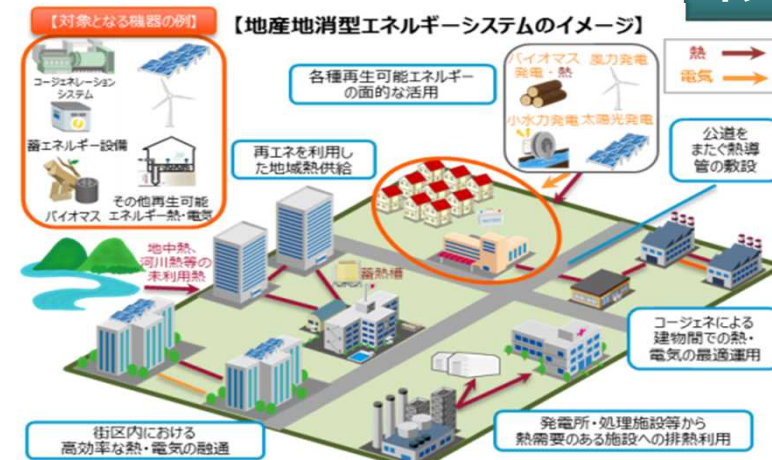 【対象となる機器の例】
【地産地消型エネルギーシステムのイメージ】
コージェネレーション
システム
蓄エネルギー設備
バイオマス
その他再生可能
エネルギー熱・電気
各種再生可能エネルギー
の面的な活用
バイオマス
発電・熱
風力発電
小水力発電
太陽光発電
熱
電気
再エネを利用し
た地域熱供給
公道を
またぐ熱導
管の敷設
地中熱、
河川熱等の
未利用熱
蓄熱槽
コージェネによる
建物間での熱・
電気の最適運用
街区内における
高効率な熱・電気の融通
発電所・処理施設等から
熱需要のある施設への排熱利用